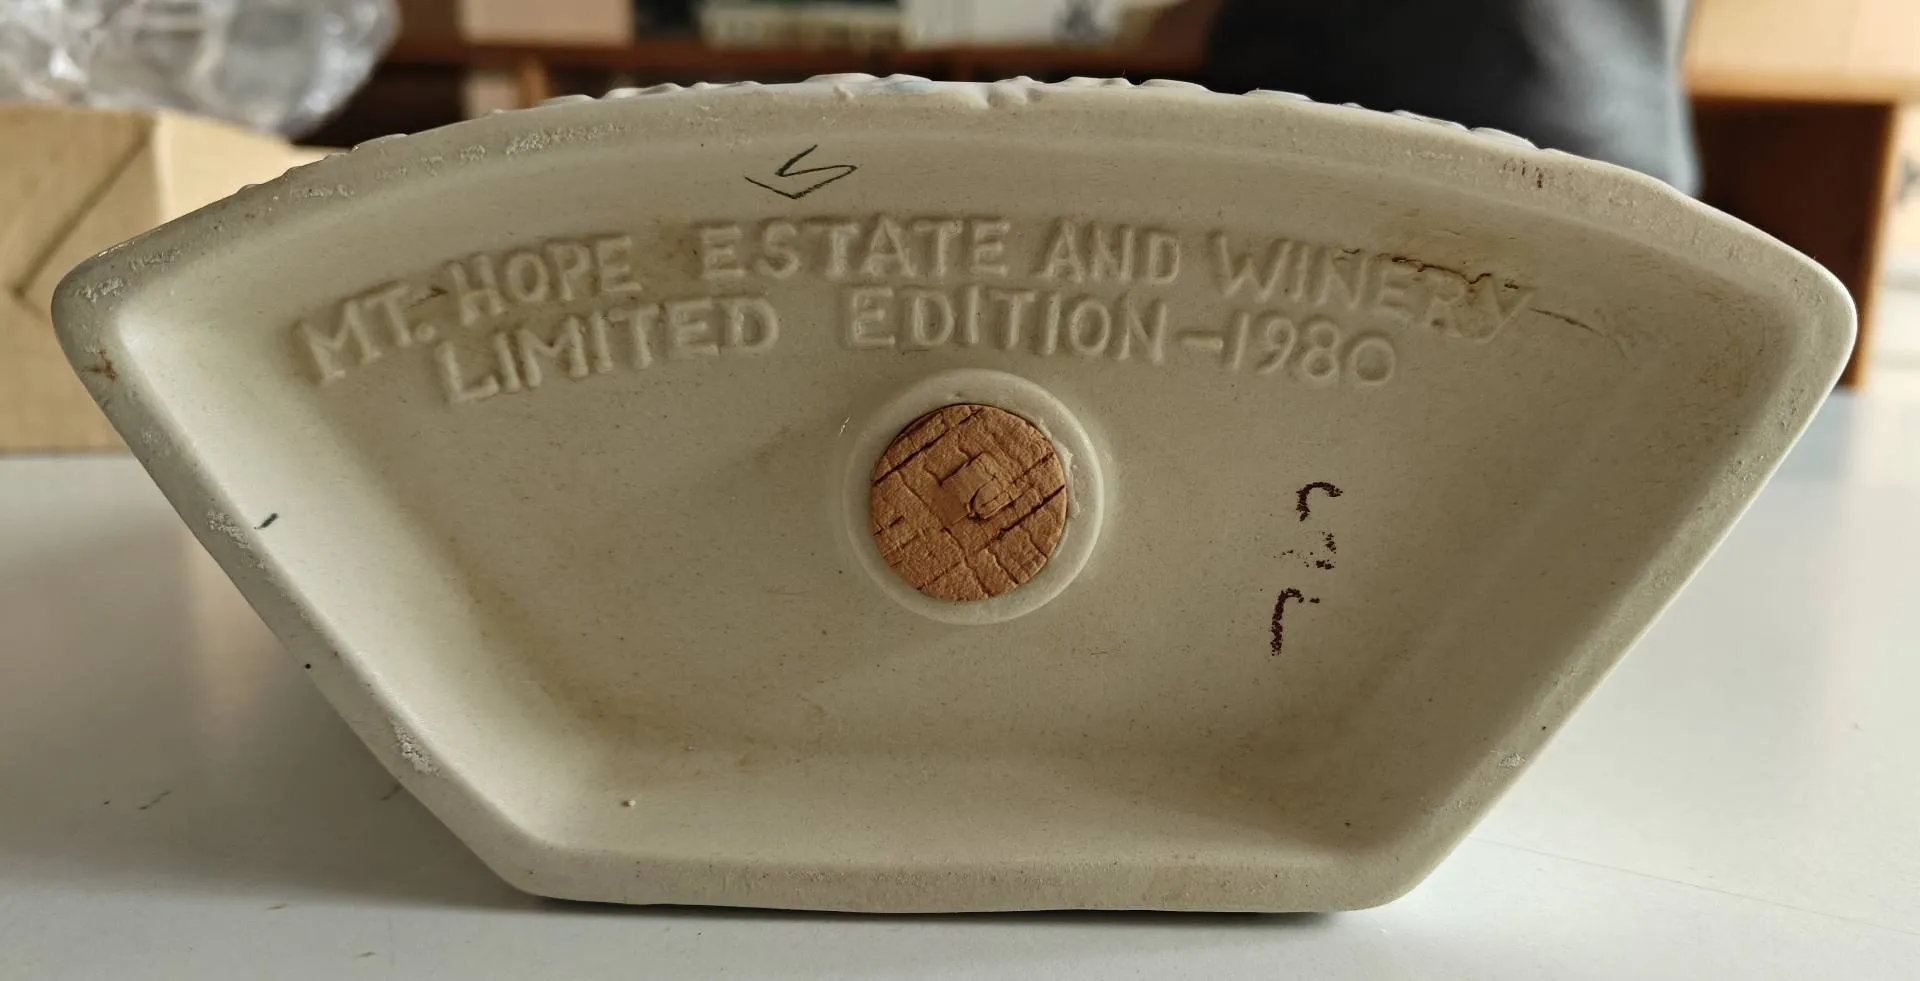 MT. HOPE ESTATE AND WINERY
LIMITED EDITION-1980